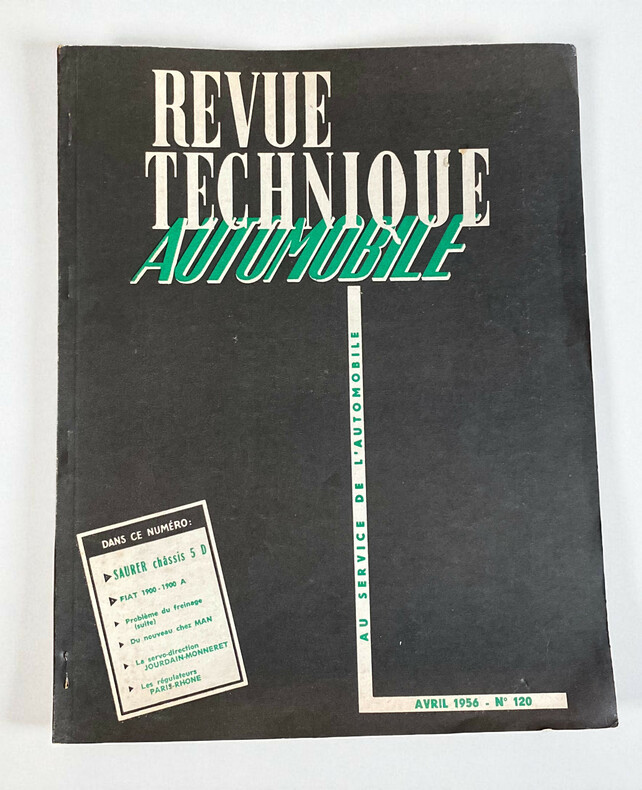 REVUE
TECHNIQUE
AUTOMOBILE
AU SERVICE DE L'AUTOMOBILE
DANS CE NUMÉRO:
SAURER châssis 5 D
FIAT 1900-1900 A
Problème du freinage
(suite)
Du nouveau chez MAN
La servo-direction
JOURDAIN-MONNERET
Les régulateurs
PARIS-RHONE
AVRIL 1956 - N° 120